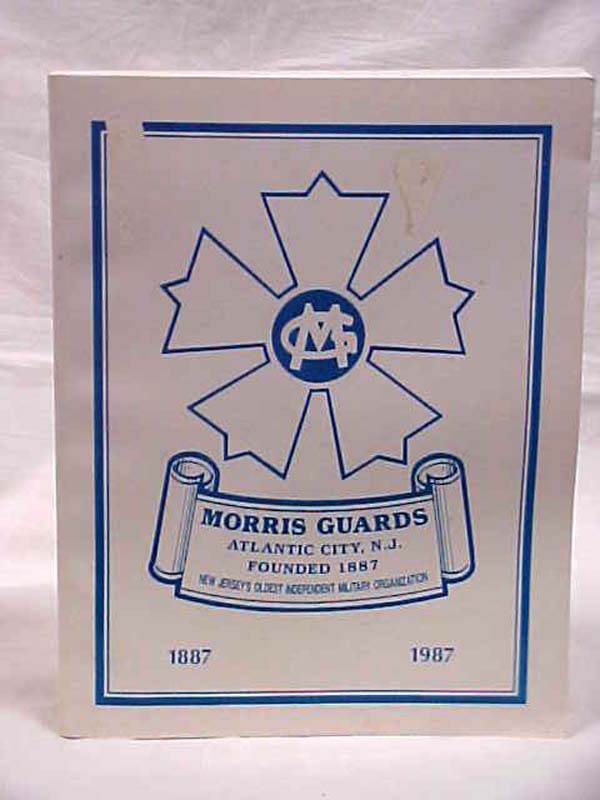 MG
MORRIS GUARDS
ATLANTIC CITY, N.J.
FOUNDED 1887
NEW JERSEY'S OLDEST INDEPENDENT MILITARY ORGANIZATION
1887 1987